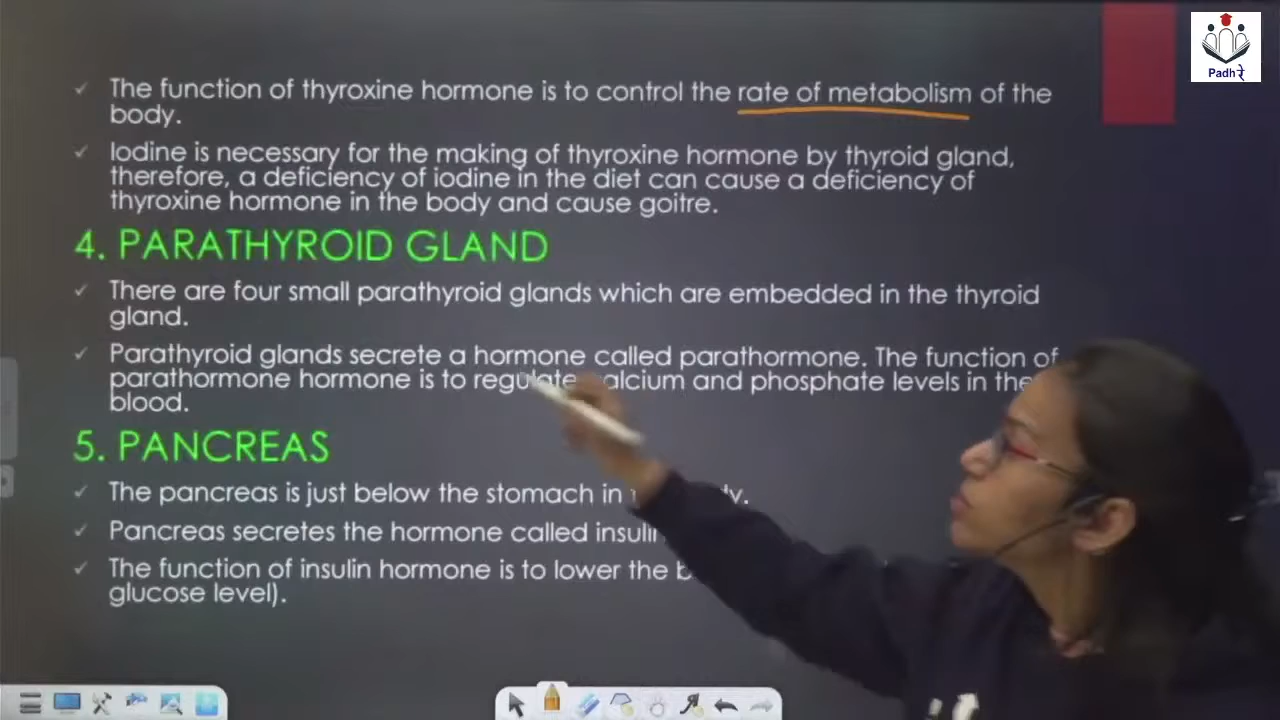 Padhरे
The function of thyroxine hormone is to control the rate of metabolism of the
body.
Iodine is necessary for the making of thyroxine hormone by thyroid gland,
therefore, a deficiency of iodine in the diet can cause a deficiency of
thyroxine hormone in the body and cause goitre.
4. PARATHYROID GLAND
There are four small parathyroid glands which are embedded in the thyroid
gland.
Parathyroid glands secrete a hormone called parathormone. The function of
parathormone hormone is to regulate calcium and phosphate levels in the
blood.
5. PANCREAS
The pancreas is just below the stomach in
Pancreas secretes the hormone called insulin
The function of insulin hormone is to lower the
glucose level).